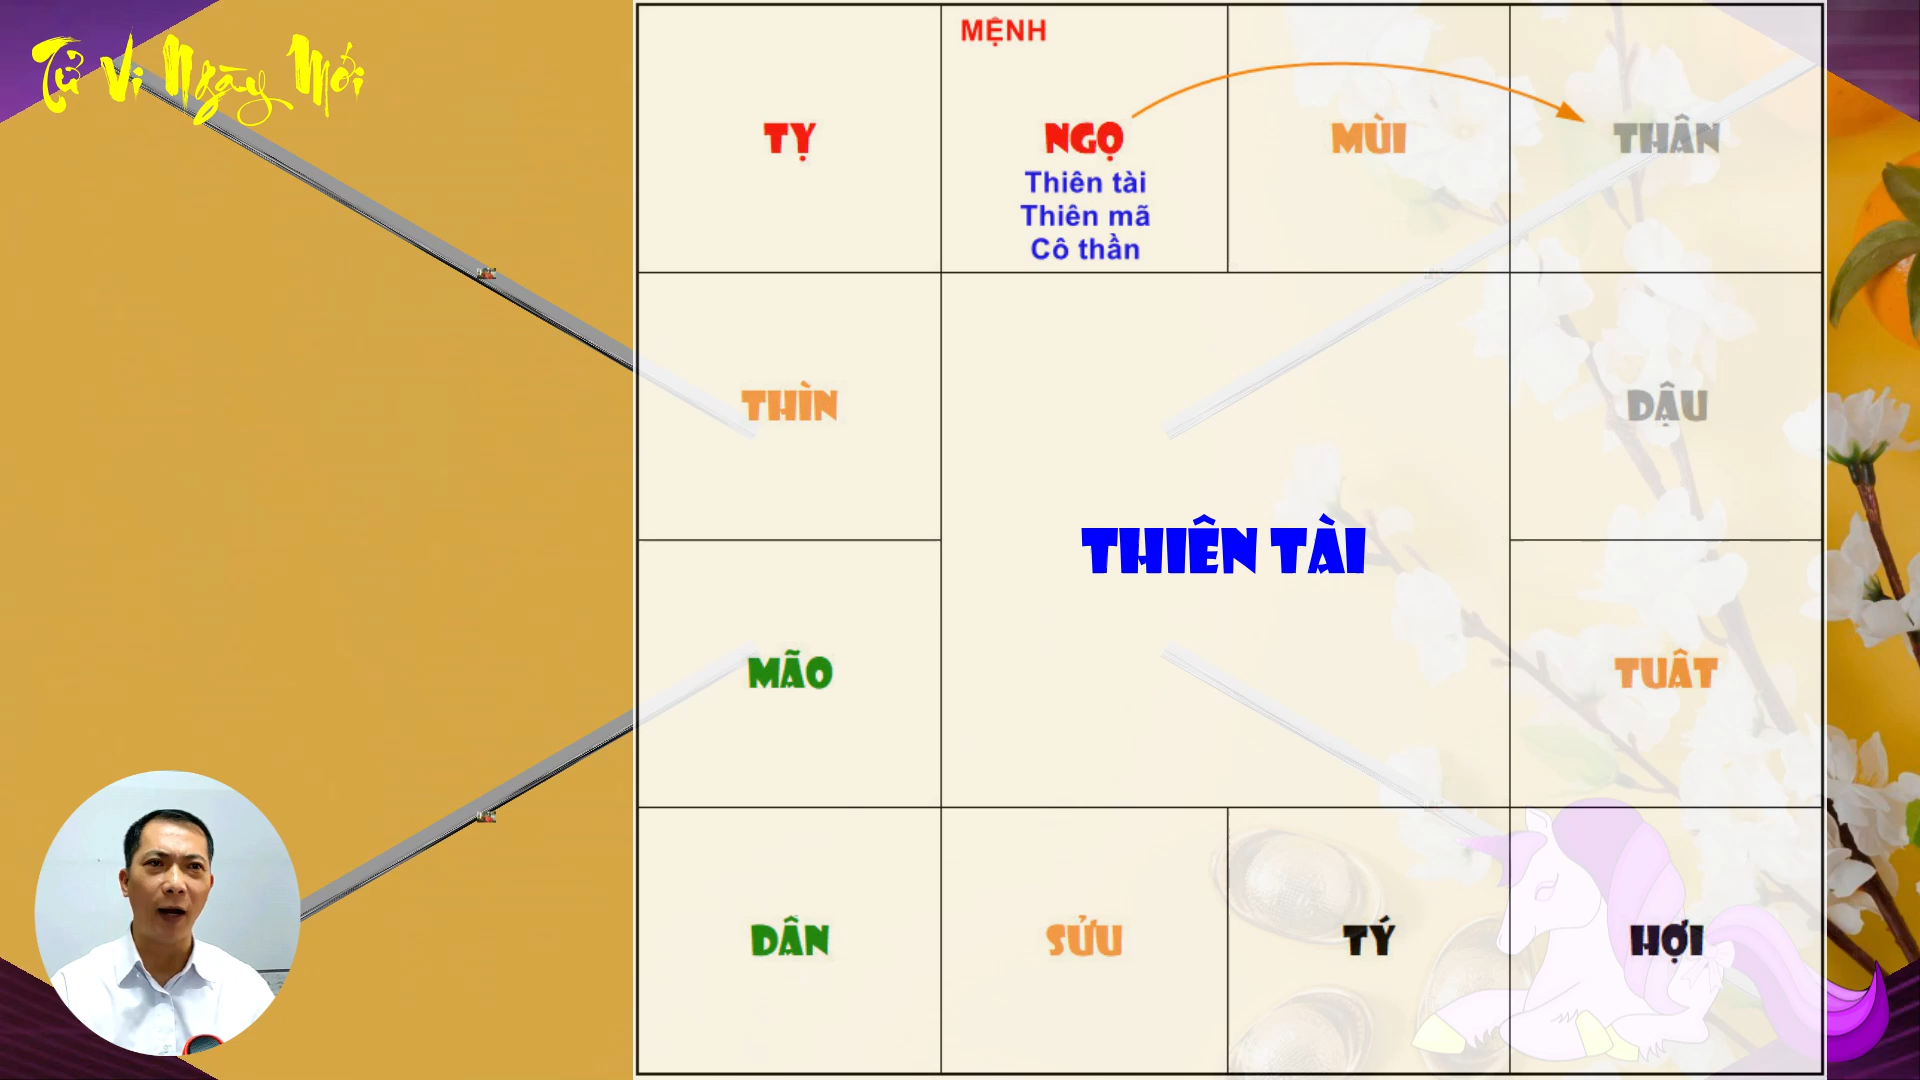 Tử Vi Ngày Mới
MỆNH
TỴ
NGỌ
MÙI
THÂN
Thiên tài
Thiên mã
Cô thần
THÌN
DẬU
THIÊN TÀI
MÃO
TUẤT
DẦN
SỬU
TÝ
HỢI